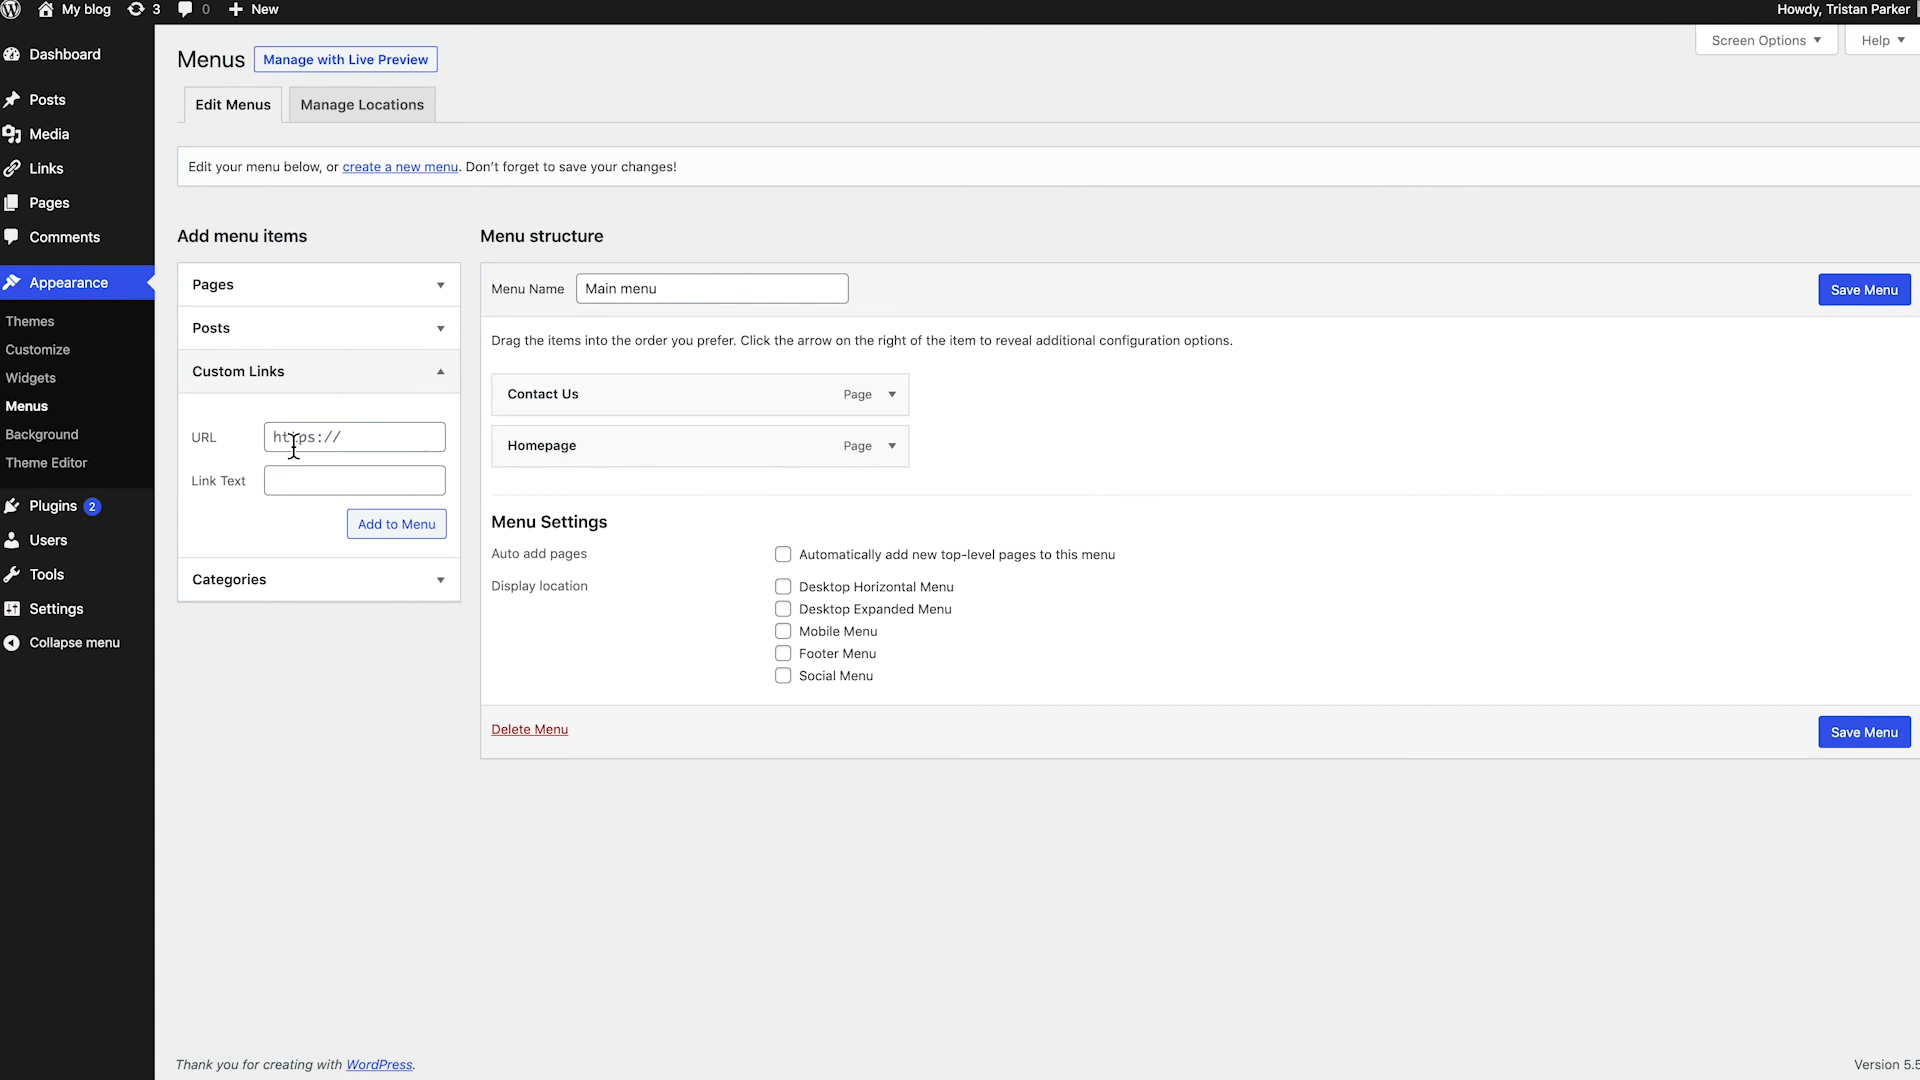 My blog 3 0 New Howdy, Tristan Parker
Screen Options Help
Dashboard
Posts
Media
Links
Pages
Comments
Appearance
Themes
Customize
Widgets
Menus
Background
Theme Editor
Plugins 2
Users
Tools
Settings
Collapse menu
Menus Manage with Live Preview
Edit Menus Manage Locations
Edit your menu below, or create a new menu. Don't forget to save your changes!
Add menu items
Pages
Posts
Custom Links
URL https://
Link Text
Add to Menu
Categories
Menu structure
Menu Name Main menu Save Menu
Drag the items into the order you prefer. Click the arrow on the right of the item to reveal additional configuration options.
Contact Us Page
Homepage Page
Menu Settings
Auto add pages Automatically add new top-level pages to this menu
Display location Desktop Horizontal Menu
Desktop Expanded Menu
Mobile Menu
Footer Menu
Social Menu
Delete Menu Save Menu
Thank you for creating with WordPress. Version 5.5